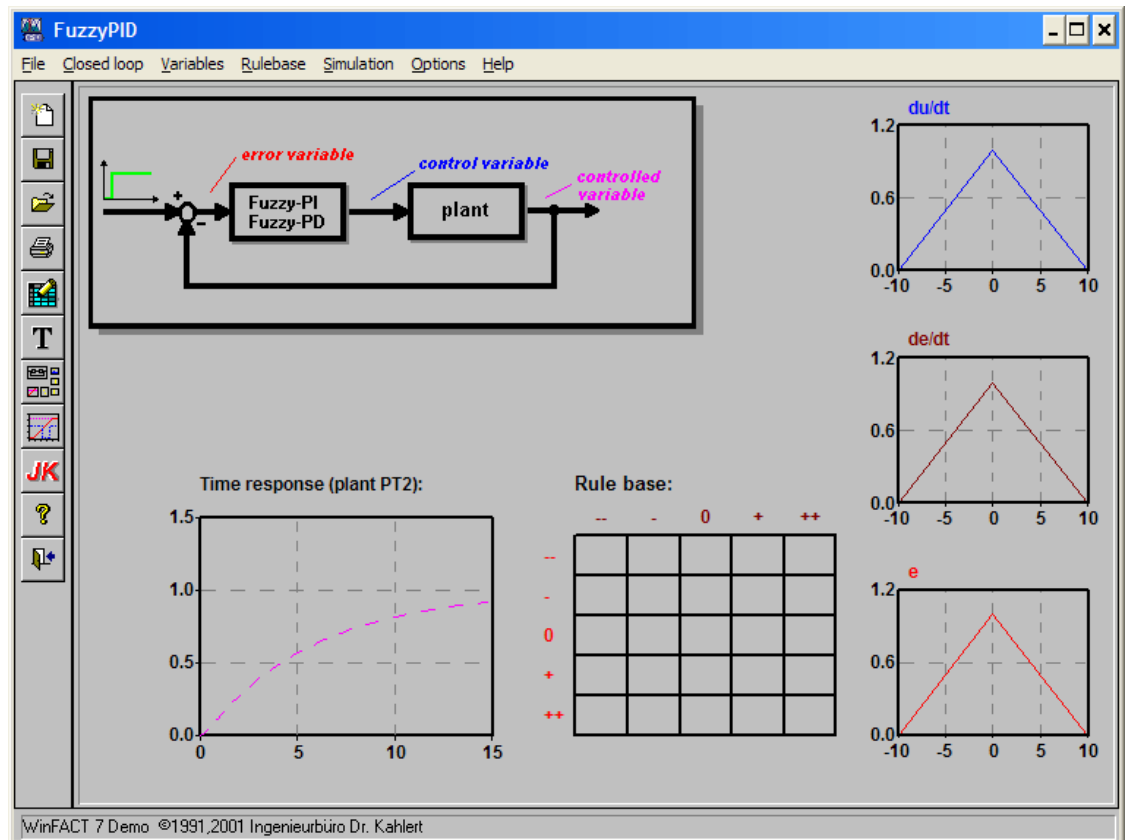 FuzzyPID
File Closed loop Variables Rulebase Simulation Options Help
error variable
control variable
controlled variable
+
-
Fuzzy-PI
Fuzzy-PD
plant
du/dt
1.2
0.6
0.0
-10 -5 0 5 10
de/dt
1.2
0.6
0.0
-10 -5 0 5 10
e
1.2
0.6
0.0
-10 -5 0 5 10
T
JK
?
Time response (plant PT2):
1.5
1.0
0.5
0.0
0 5 10 15
Rule base:
-- - 0 + ++
--
-
0
+
++
WinFACT 7 Demo ©1991,2001 Ingenieurbüro Dr. Kahlert